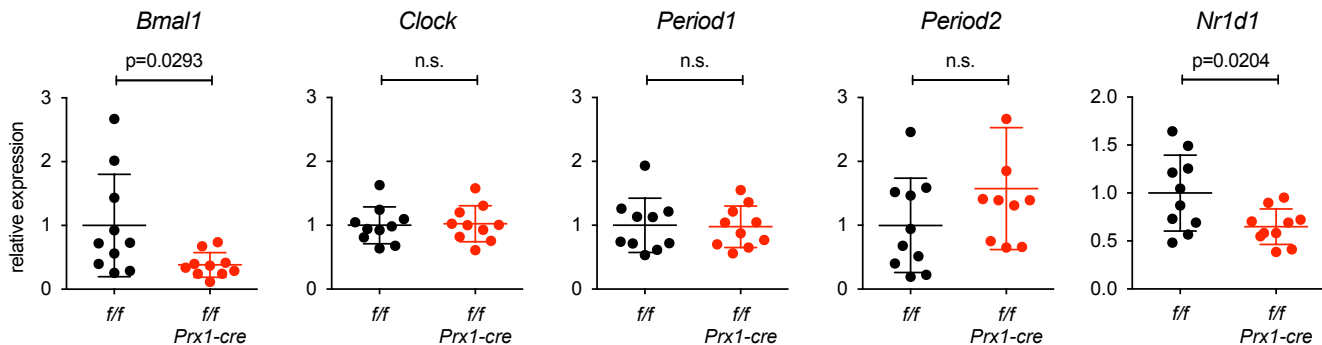 Bmal1 Clock Period1 Period2 Nr1d1
p=0.0293 n.s. n.s. n.s. p=0.0204
relative expression
3 3 3 3 2.0
1.5
2 2 2 2
1.0
1 1 1 1
0.5
0 0 0 0 0.0
f/f f/f f/f f/f f/f f/f f/f f/f f/f f/f
Prx1-cre Prx1-cre Prx1-cre Prx1-cre Prx1-cre